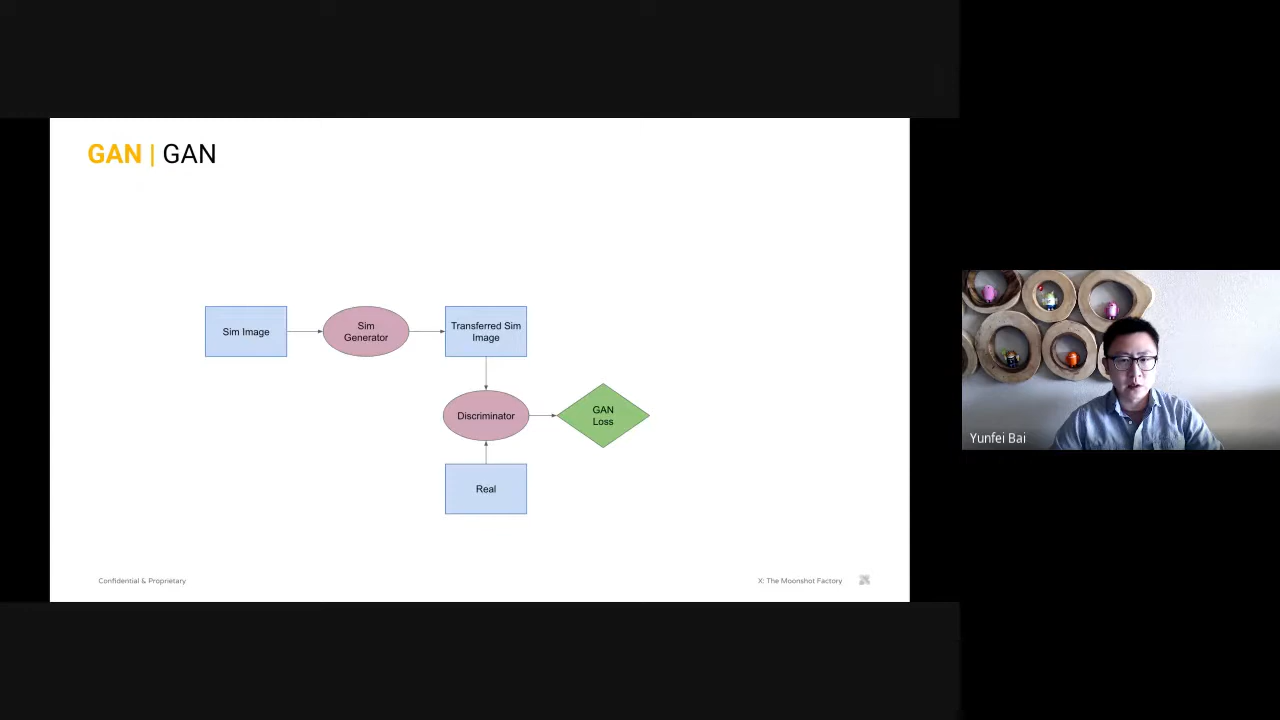 GAN | GAN
Sim Image
Sim
Generator
Transferred Sim
Image
Discriminator
GAN
Loss
Real
Confidential & Proprietary
X: The Moonshot Factory
Yunfei Bai